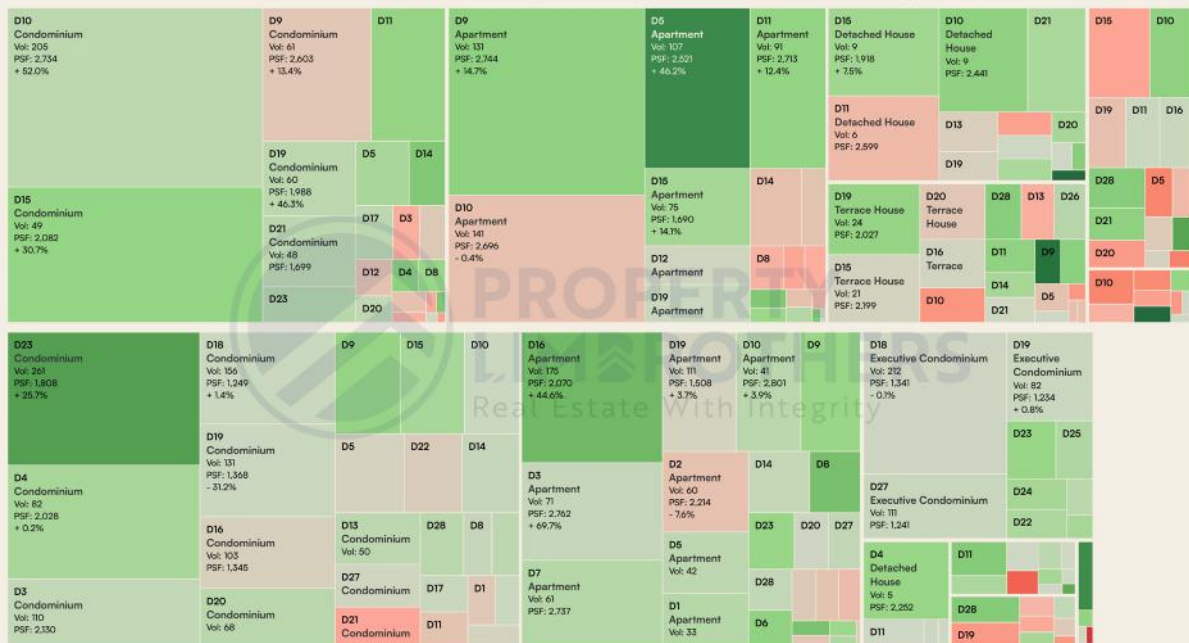 D10
Condominium
Vol: 205
PSF: 2,734
+ 52.0%
D15
Condominium
Vol: 49
PSF: 2,082
+ 30.7%
D9
Condominium
Vol: 61
PSF: 2,603
+ 13.4%
D11
D19
Condominium
Vol: 60
PSF: 1,988
+ 46.3%
D21
Condominium
Vol: 48
PSF: 1,699
D23
D5
D14
D17
D3
D12
D4
D8
D20
D9
Apartment
Vol: 131
PSF: 2,744
+ 14.7%
D10
Apartment
Vol: 141
PSF: 2,696
- 0.4%
D5
Apartment
Vol: 107
PSF: 2,521
+ 46.2%
D11
Apartment
Vol: 91
PSF: 2,713
+ 12.4%
D15
Apartment
Vol: 75
PSF: 1,690
+ 14.1%
D12
Apartment
D19
Apartment
D14
D8
D15
Detached House
Vol: 9
PSF: 1,918
+ 7.5%
D10
Detached
House
Vol: 9
PSF: 2,441
D21
D11
Detached House
Vol: 6
PSF: 2,599
D13
D20
D19
D19
Terrace House
Vol: 24
PSF: 2,027
D15
Terrace House
Vol: 21
PSF: 2,199
D20
Terrace
House
D16
Terrace
D10
D28
D13
D26
D11
D9
D14
D21
D5
D15
D10
D19
D11
D16
D28
D5
D21
D20
D10
PROPERTY
LIMBROTHERS
Real Estate With Integrity
D23
Condominium
Vol: 261
PSF: 1,808
+ 25.7%
D4
Condominium
Vol: 82
PSF: 2,028
+ 0.2%
D3
Condominium
Vol: 110
PSF: 2,130
D18
Condominium
Vol: 156
PSF: 1,249
+ 1.4%
D19
Condominium
Vol: 131
PSF: 1,368
- 31.2%
D16
Condominium
Vol: 103
PSF: 1,345
D20
Condominium
Vol: 68
D9
D15
D10
D5
D22
D14
D13
Condominium
Vol: 50
D28
D8
D27
Condominium
D17
D1
D21
Condominium
D11
D16
Apartment
Vol: 175
PSF: 2,070
+ 44.6%
D3
Apartment
Vol: 71
PSF: 2,762
+ 69.7%
D7
Apartment
Vol: 61
PSF: 2,737
D19
Apartment
Vol: 111
PSF: 1,508
+ 3.7%
D10
Apartment
Vol: 41
PSF: 2,801
+ 3.9%
D9
D2
Apartment
Vol: 60
PSF: 2,214
- 7.6%
D14
D8
D5
Apartment
Vol: 42
D23
D20
D27
D1
Apartment
Vol: 33
D28
D6
D18
Executive Condominium
Vol: 212
PSF: 1,341
- 0.1%
D19
Executive
Condominium
Vol: 82
PSF: 1,234
+ 0.8%
D27
Executive Condominium
Vol: 111
PSF: 1,241
D23
D25
D24
D22
D4
Detached
House
Vol: 5
PSF: 2,252
D11
D11
D28
D19